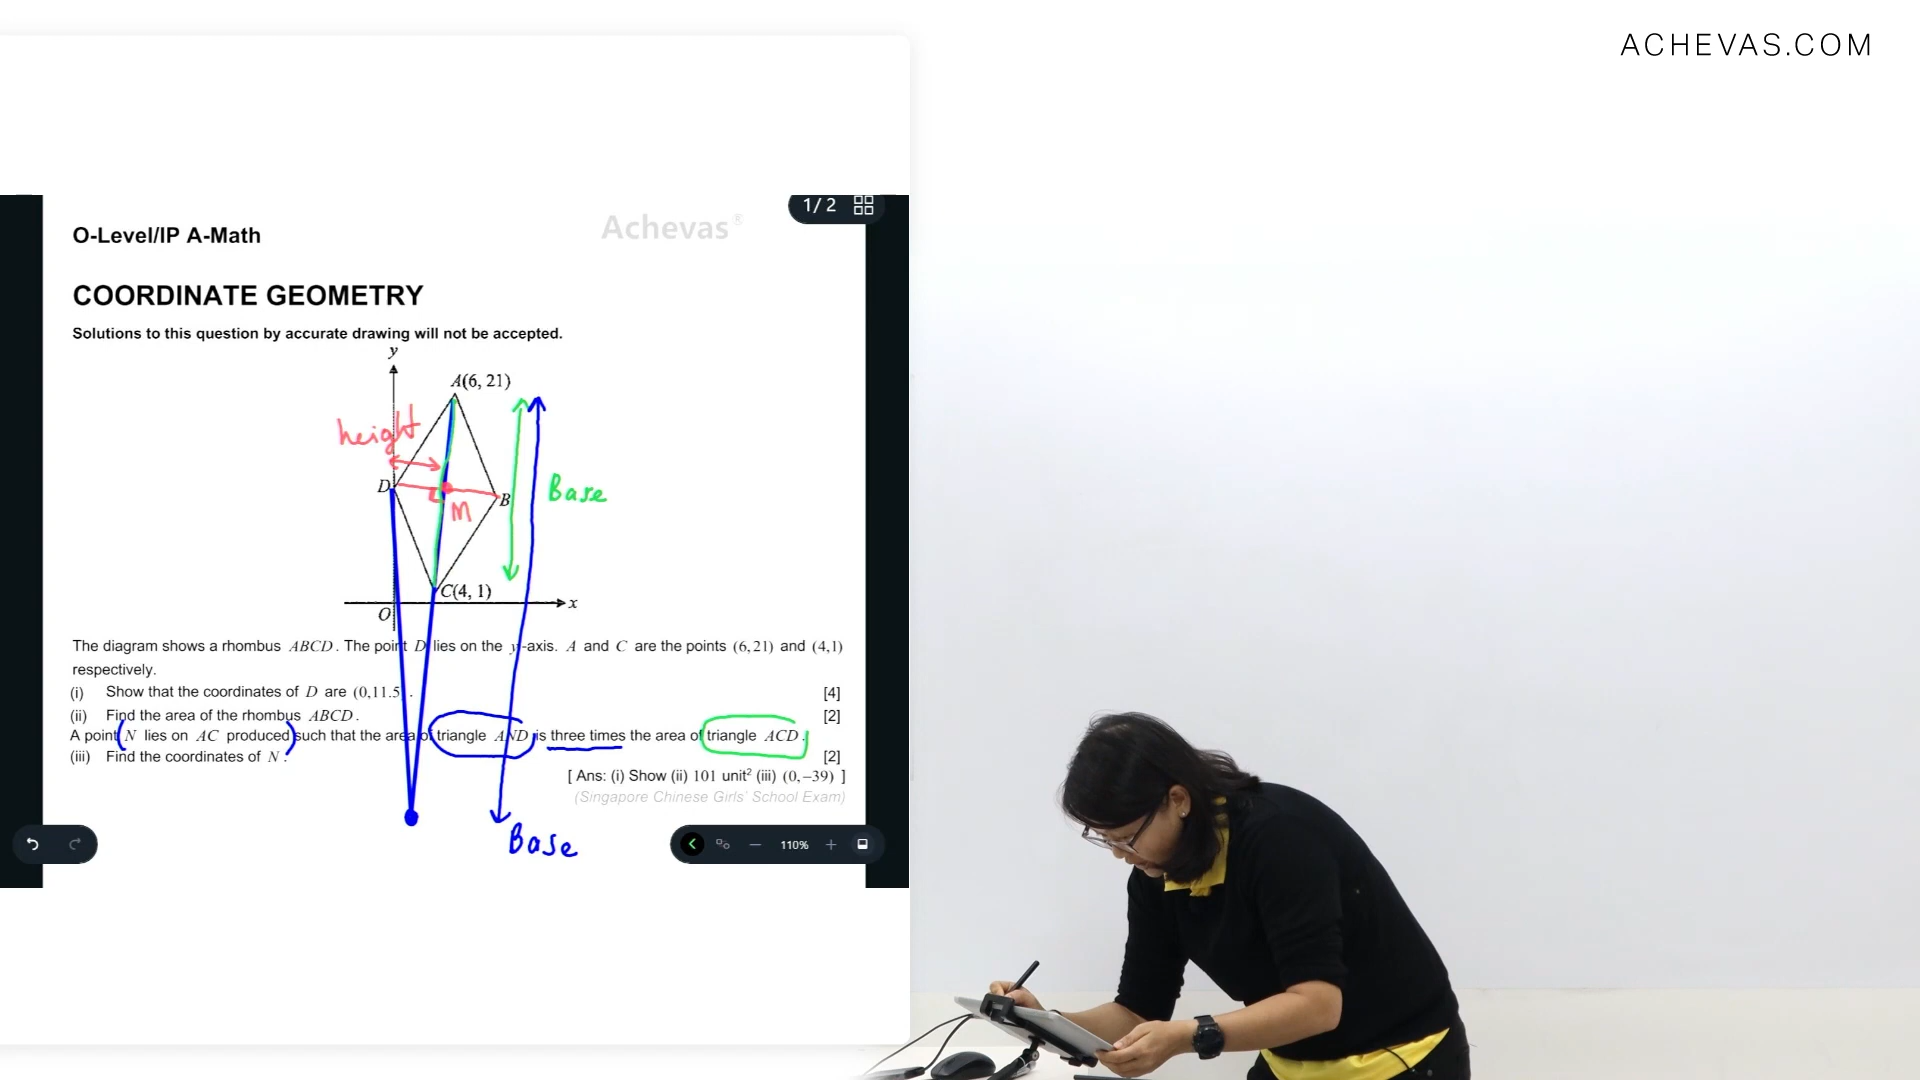 ACHEVAS.COM
1/2
Achevas®
O-Level/IP A-Math
COORDINATE GEOMETRY
Solutions to this question by accurate drawing will not be accepted.
y
A(6, 21)
height
D
B
Base
M
C(4, 1)
x
O
The diagram shows a rhombus ABCD. The point D lies on the y-axis. A and C are the points (6,21) and (4,1)
respectively.
(i) Show that the coordinates of D are (0,11.5). [4]
(ii) Find the area of the rhombus ABCD. [2]
A point N lies on AC produced such that the area of triangle AND is three times the area of triangle ACD.
(iii) Find the coordinates of N. [2]
[ Ans: (i) Show (ii) 101 unit² (iii) (0,−39) ]
(Singapore Chinese Girls' School Exam)
110%
Base